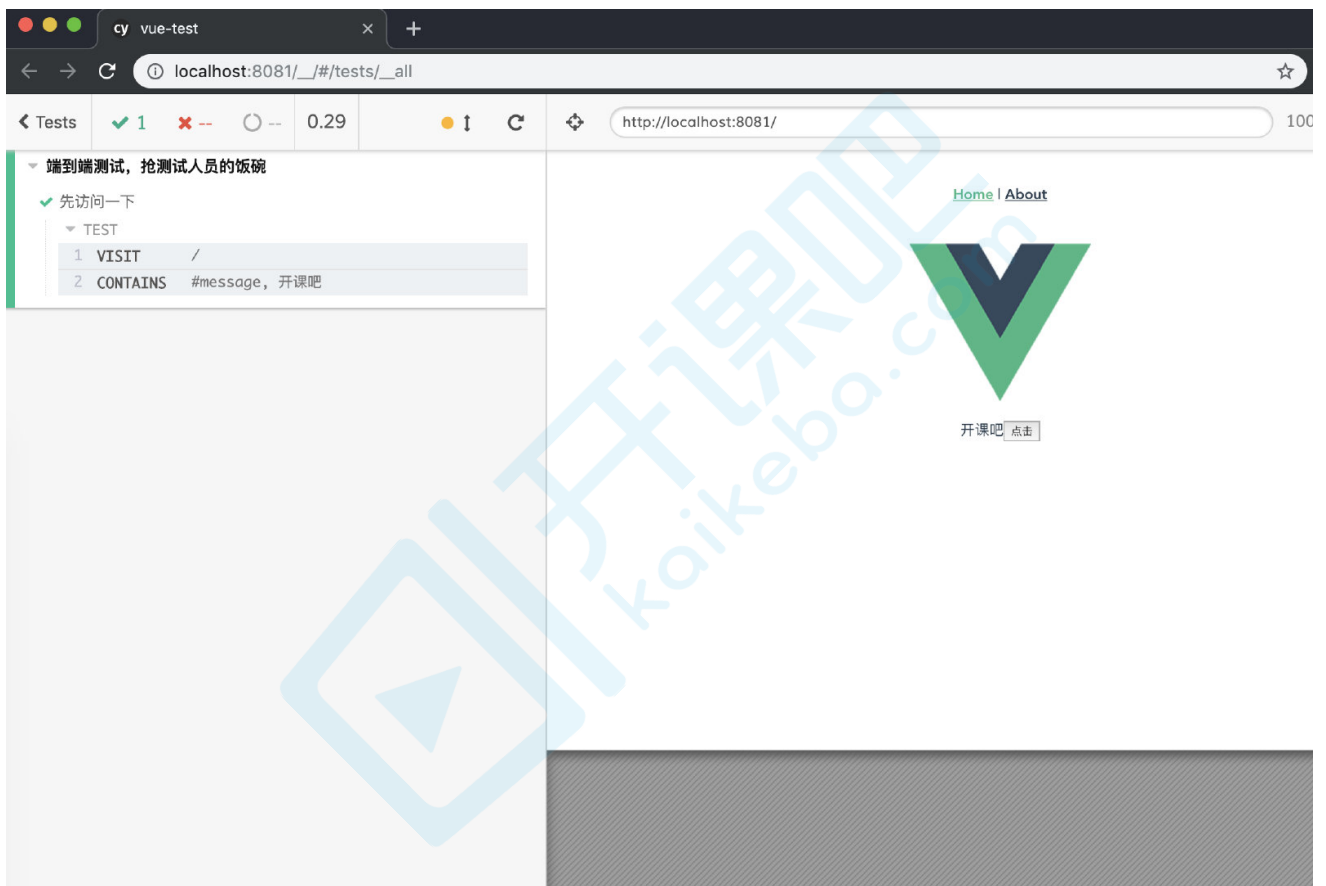 cy vue-test
localhost:8081/__/#/tests/__all
Tests 1 -- -- 0.29
http://localhost:8081/ 100
端到端测试，抢测试人员的饭碗
先访问一下
TEST
1 VISIT /
2 CONTAINS #message, 开课吧
Home | About
开课吧 点击
开课吧
kaikeba.com